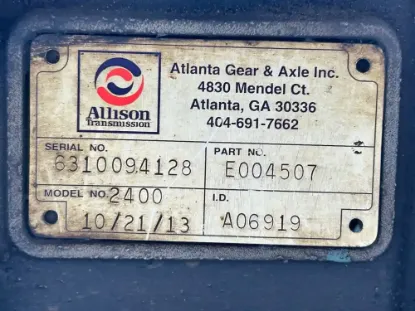 Allison
Transmission
Atlanta Gear & Axle Inc.
4830 Mendel Ct.
Atlanta, GA 30336
404-691-7662
SERIAL NO.
6310094128
PART NO.
E004507
MODEL NO. 2400
10/21/13
I.D.
A06919